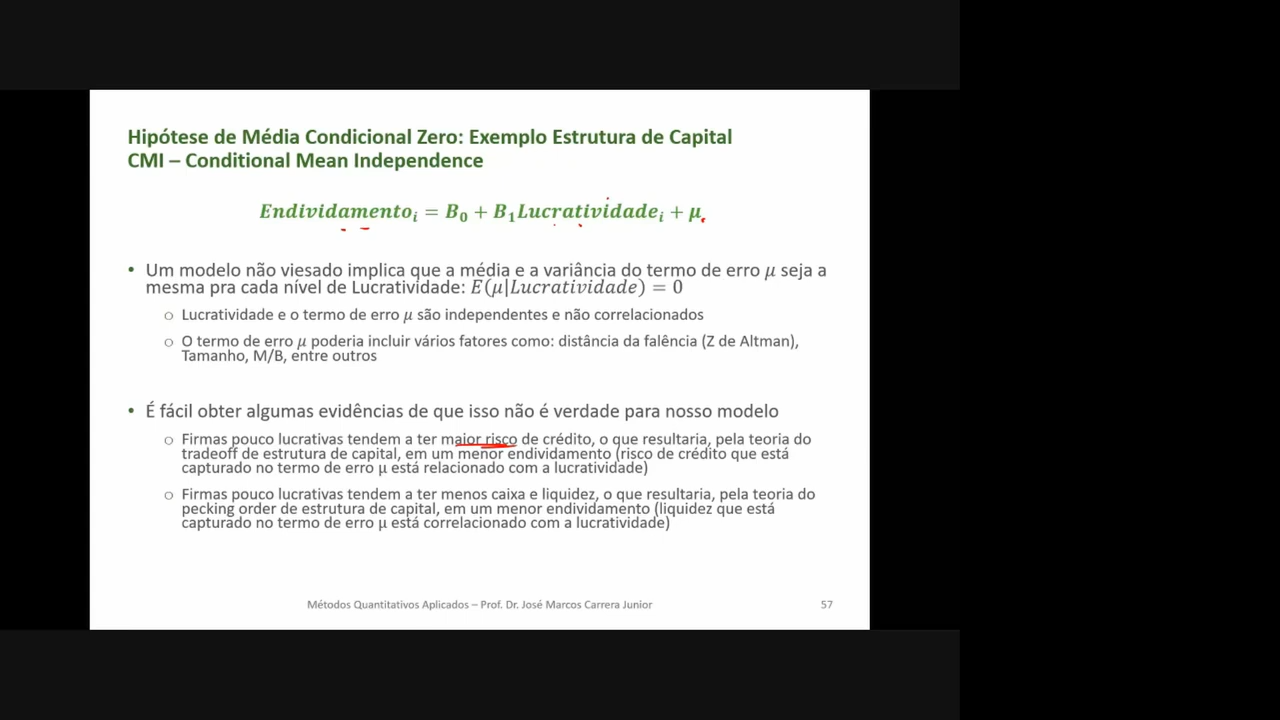 Hipótese de Média Condicional Zero: Exemplo Estrutura de Capital
CMI – Conditional Mean Independence
Endividamentoᵢ = B₀ + B₁Lucratividadeᵢ + μ
• Um modelo não viesado implica que a média e a variância do termo de erro μ seja a
mesma pra cada nível de Lucratividade: E(μ|Lucratividade) = 0
○ Lucratividade e o termo de erro μ são independentes e não correlacionados
○ O termo de erro μ poderia incluir vários fatores como: distância da falência (Z de Altman),
Tamanho, M/B, entre outros
• É fácil obter algumas evidências de que isso não é verdade para nosso modelo
○ Firmas pouco lucrativas tendem a ter maior risco de crédito, o que resultaria, pela teoria do
tradeoff de estrutura de capital, em um menor endividamento (risco de crédito que está
capturado no termo de erro μ está relacionado com a lucratividade)
○ Firmas pouco lucrativas tendem a ter menos caixa e liquidez, o que resultaria, pela teoria do
pecking order de estrutura de capital, em um menor endividamento (liquidez que está
capturado no termo de erro μ está correlacionado com a lucratividade)
Métodos Quantitativos Aplicados – Prof. Dr. José Marcos Carrera Junior
57